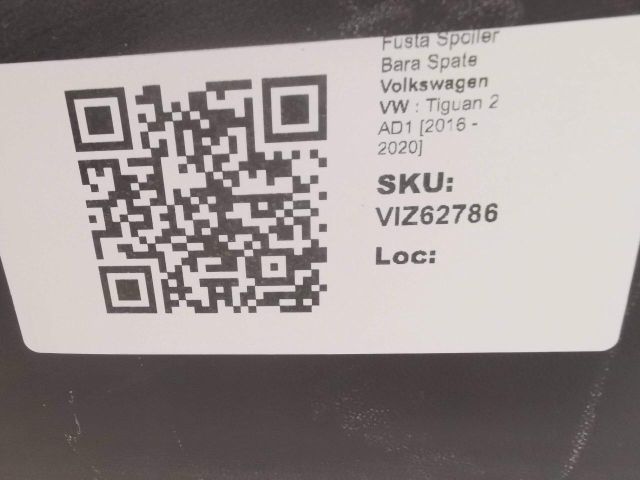 Fusta Spoiler
Bara Spate
Volkswagen
VW : Tiguan 2
AD1 [2016 -
2020]
SKU:
VIZ62786
Loc: